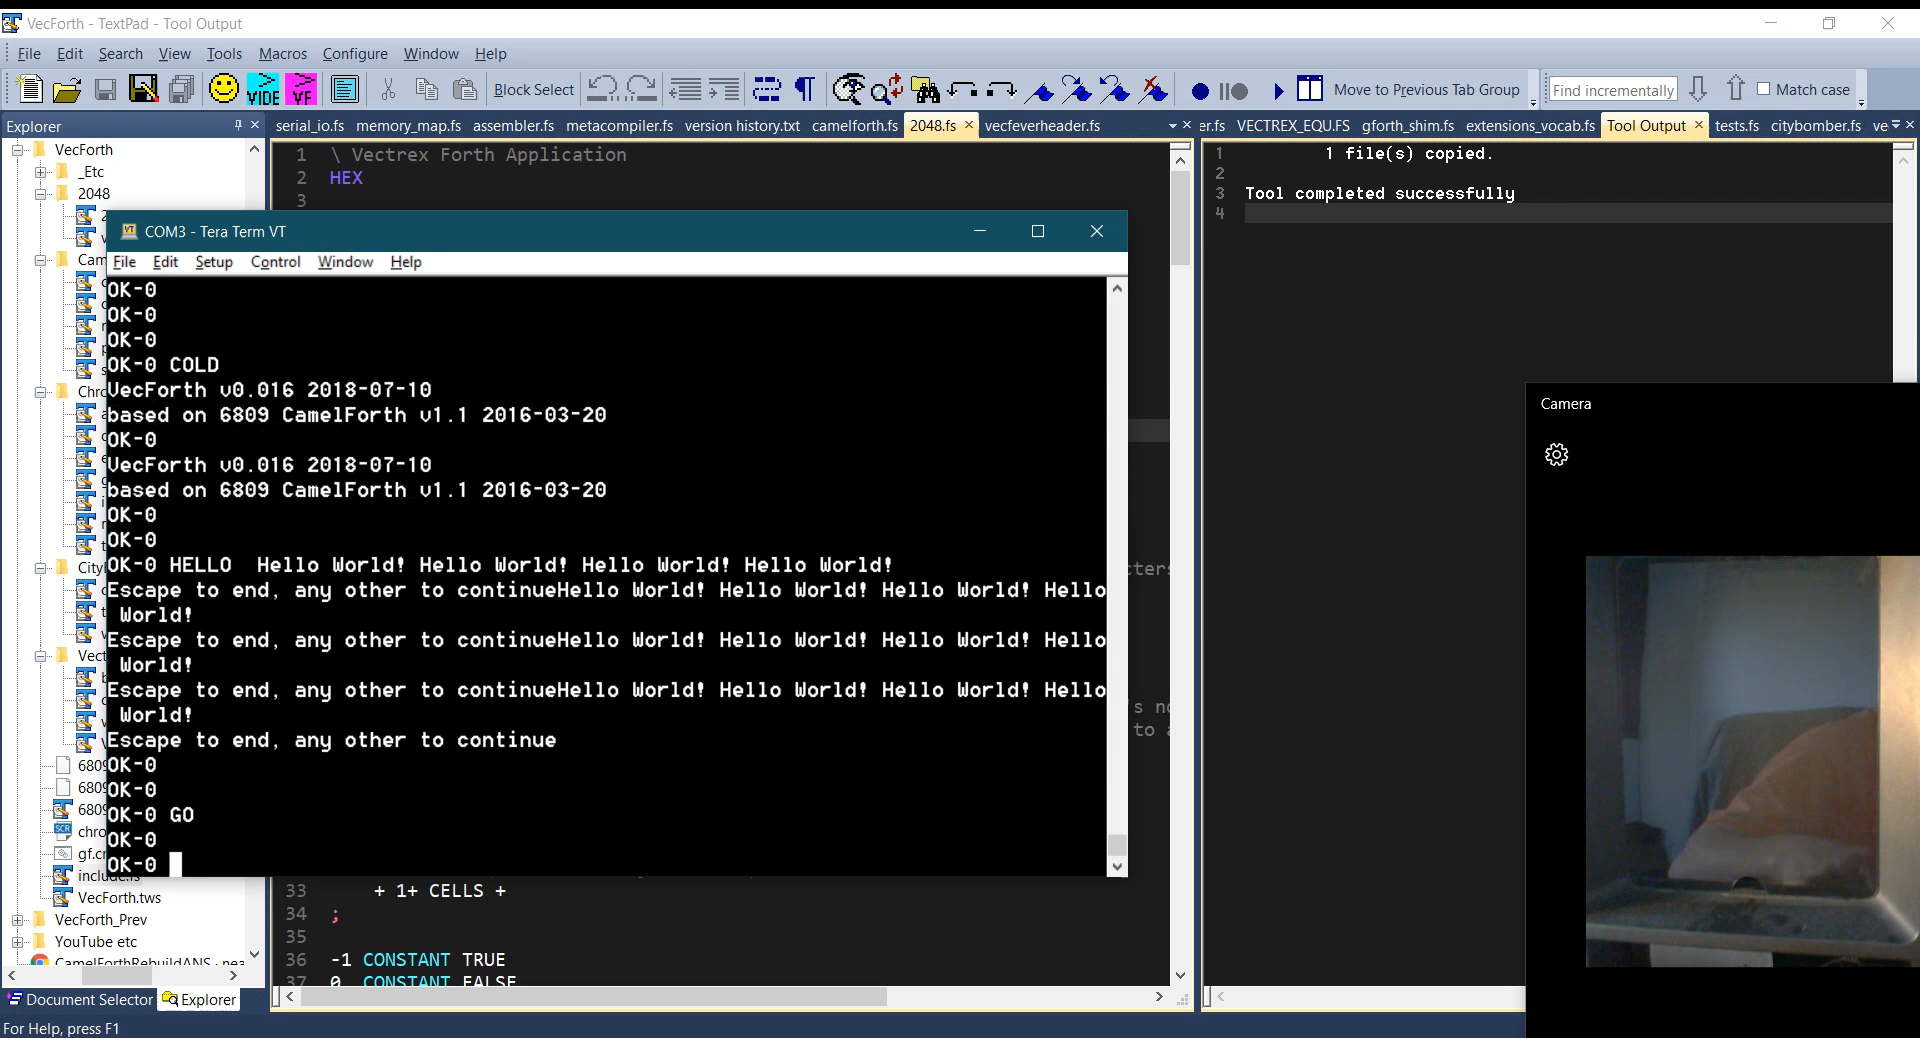 VecForth - TextPad - Tool Output
File Edit Search View Tools Macros Configure Window Help
VIDE VF Block Select Move to Previous Tab Group Find incrementally Match case
Explorer
serial_io.fs memory_map.fs assembler.fs metacompiler.fs version history.txt camelforth.fs 2048.fs vecfeverheader.fs
er.fs VECTREX_EQU.FS gforth_shim.fs extensions_vocab.fs Tool Output tests.fs citybomber.fs ve
VecForth
_Etc
2048
Cam
Chro
City
Vect
6809
6809
6809
chro
gf.c
include.fs
VecForth.tws
VecForth_Prev
YouTube etc
CamelForthRebuildANS - nea
Document Selector Explorer
For Help, press F1
1 \ Vectrex Forth Application
2 HEX
3
COM3 - Tera Term VT
File Edit Setup Control Window Help
OK-0
OK-0
OK-0
OK-0 COLD
VecForth v0.016 2018-07-10
based on 6809 CamelForth v1.1 2016-03-20
OK-0
VecForth v0.016 2018-07-10
based on 6809 CamelForth v1.1 2016-03-20
OK-0
OK-0
OK-0 HELLO  Hello World! Hello World! Hello World! Hello World!
Escape to end, any other to continueHello World! Hello World! Hello World! Hello
World!
Escape to end, any other to continueHello World! Hello World! Hello World! Hello
World!
Escape to end, any other to continueHello World! Hello World! Hello World! Hello
World!
Escape to end, any other to continue
OK-0
OK-0
OK-0 GO
OK-0
OK-0
cters
's no
to a
33 + 1+ CELLS +
34 ;
35
36 -1 CONSTANT TRUE
37 0 CONSTANT FALSE
1 1 file(s) copied.
2
3 Tool completed successfully
4
Camera